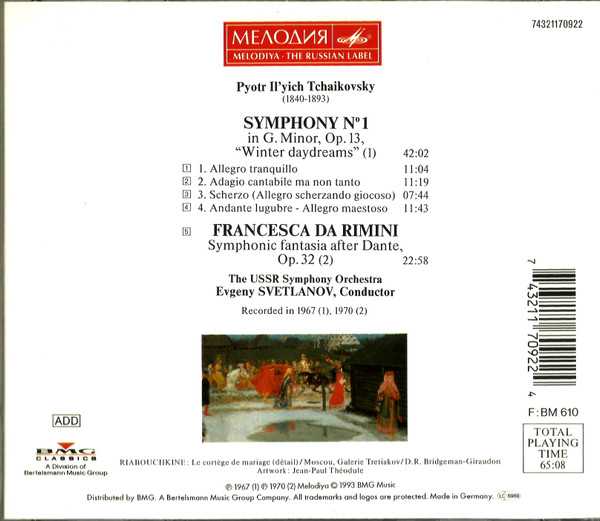 74321170922
МЕЛОДИЯ
MELODIYA · THE RUSSIAN LABEL
Pyotr Il'yich Tchaikovsky
(1840-1893)
SYMPHONY Nº 1
in G. Minor, Op. 13,
“Winter daydreams” (1) 42:02
1 1. Allegro tranquillo 11:04
2 2. Adagio cantabile ma non tanto 11:19
3 3. Scherzo (Allegro scherzando giocoso) 07:44
4 4. Andante lugubre - Allegro maestoso 11:43
5 FRANCESCA DA RIMINI
Symphonic fantasia after Dante,
Op. 32 (2) 22:58
The USSR Symphony Orchestra
Evgeny SVETLANOV, Conductor
Recorded in 1967 (1), 1970 (2)
7 43211 70922 4
F: BM 610
TOTAL
PLAYING
TIME
65:08
ADD
BMG
CLASSICS
A Division of
Bertelsmann Music Group
RIABOUCHKINE : Le cortège de mariage (détail) / Moscou, Galerie Tretiakov / D.R. Bridgeman-Giraudon
Artwork : Jean-Paul Théodule
℗ 1967 (1) ℗ 1970 (2) Melodiya © 1993 BMG Music
Distributed by BMG. A Bertelsmann Music Group Company. All trademarks and logos are protected. Made in Germany. LC 6969